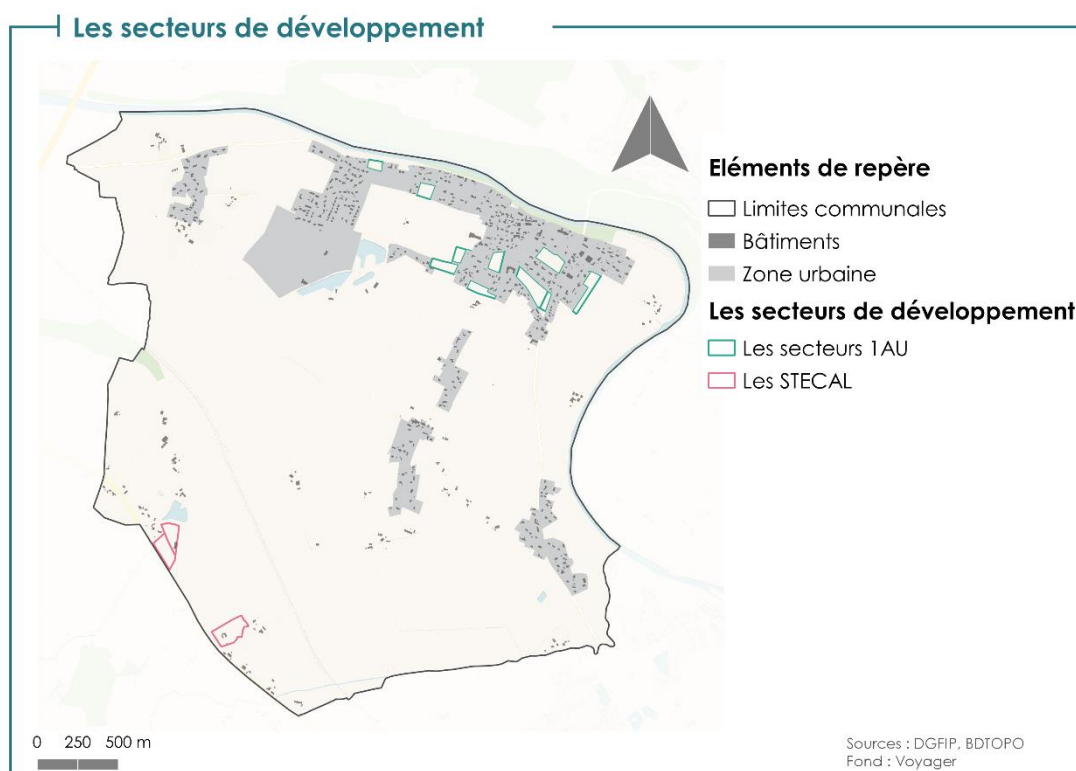 Les secteurs de développement
Eléments de repère
Limites communales
Bâtiments
Zone urbaine
Les secteurs de développement
Les secteurs 1AU
Les STECAL
0 250 500 m
Sources : DGFIP, BDTOPO
Fond : Voyager